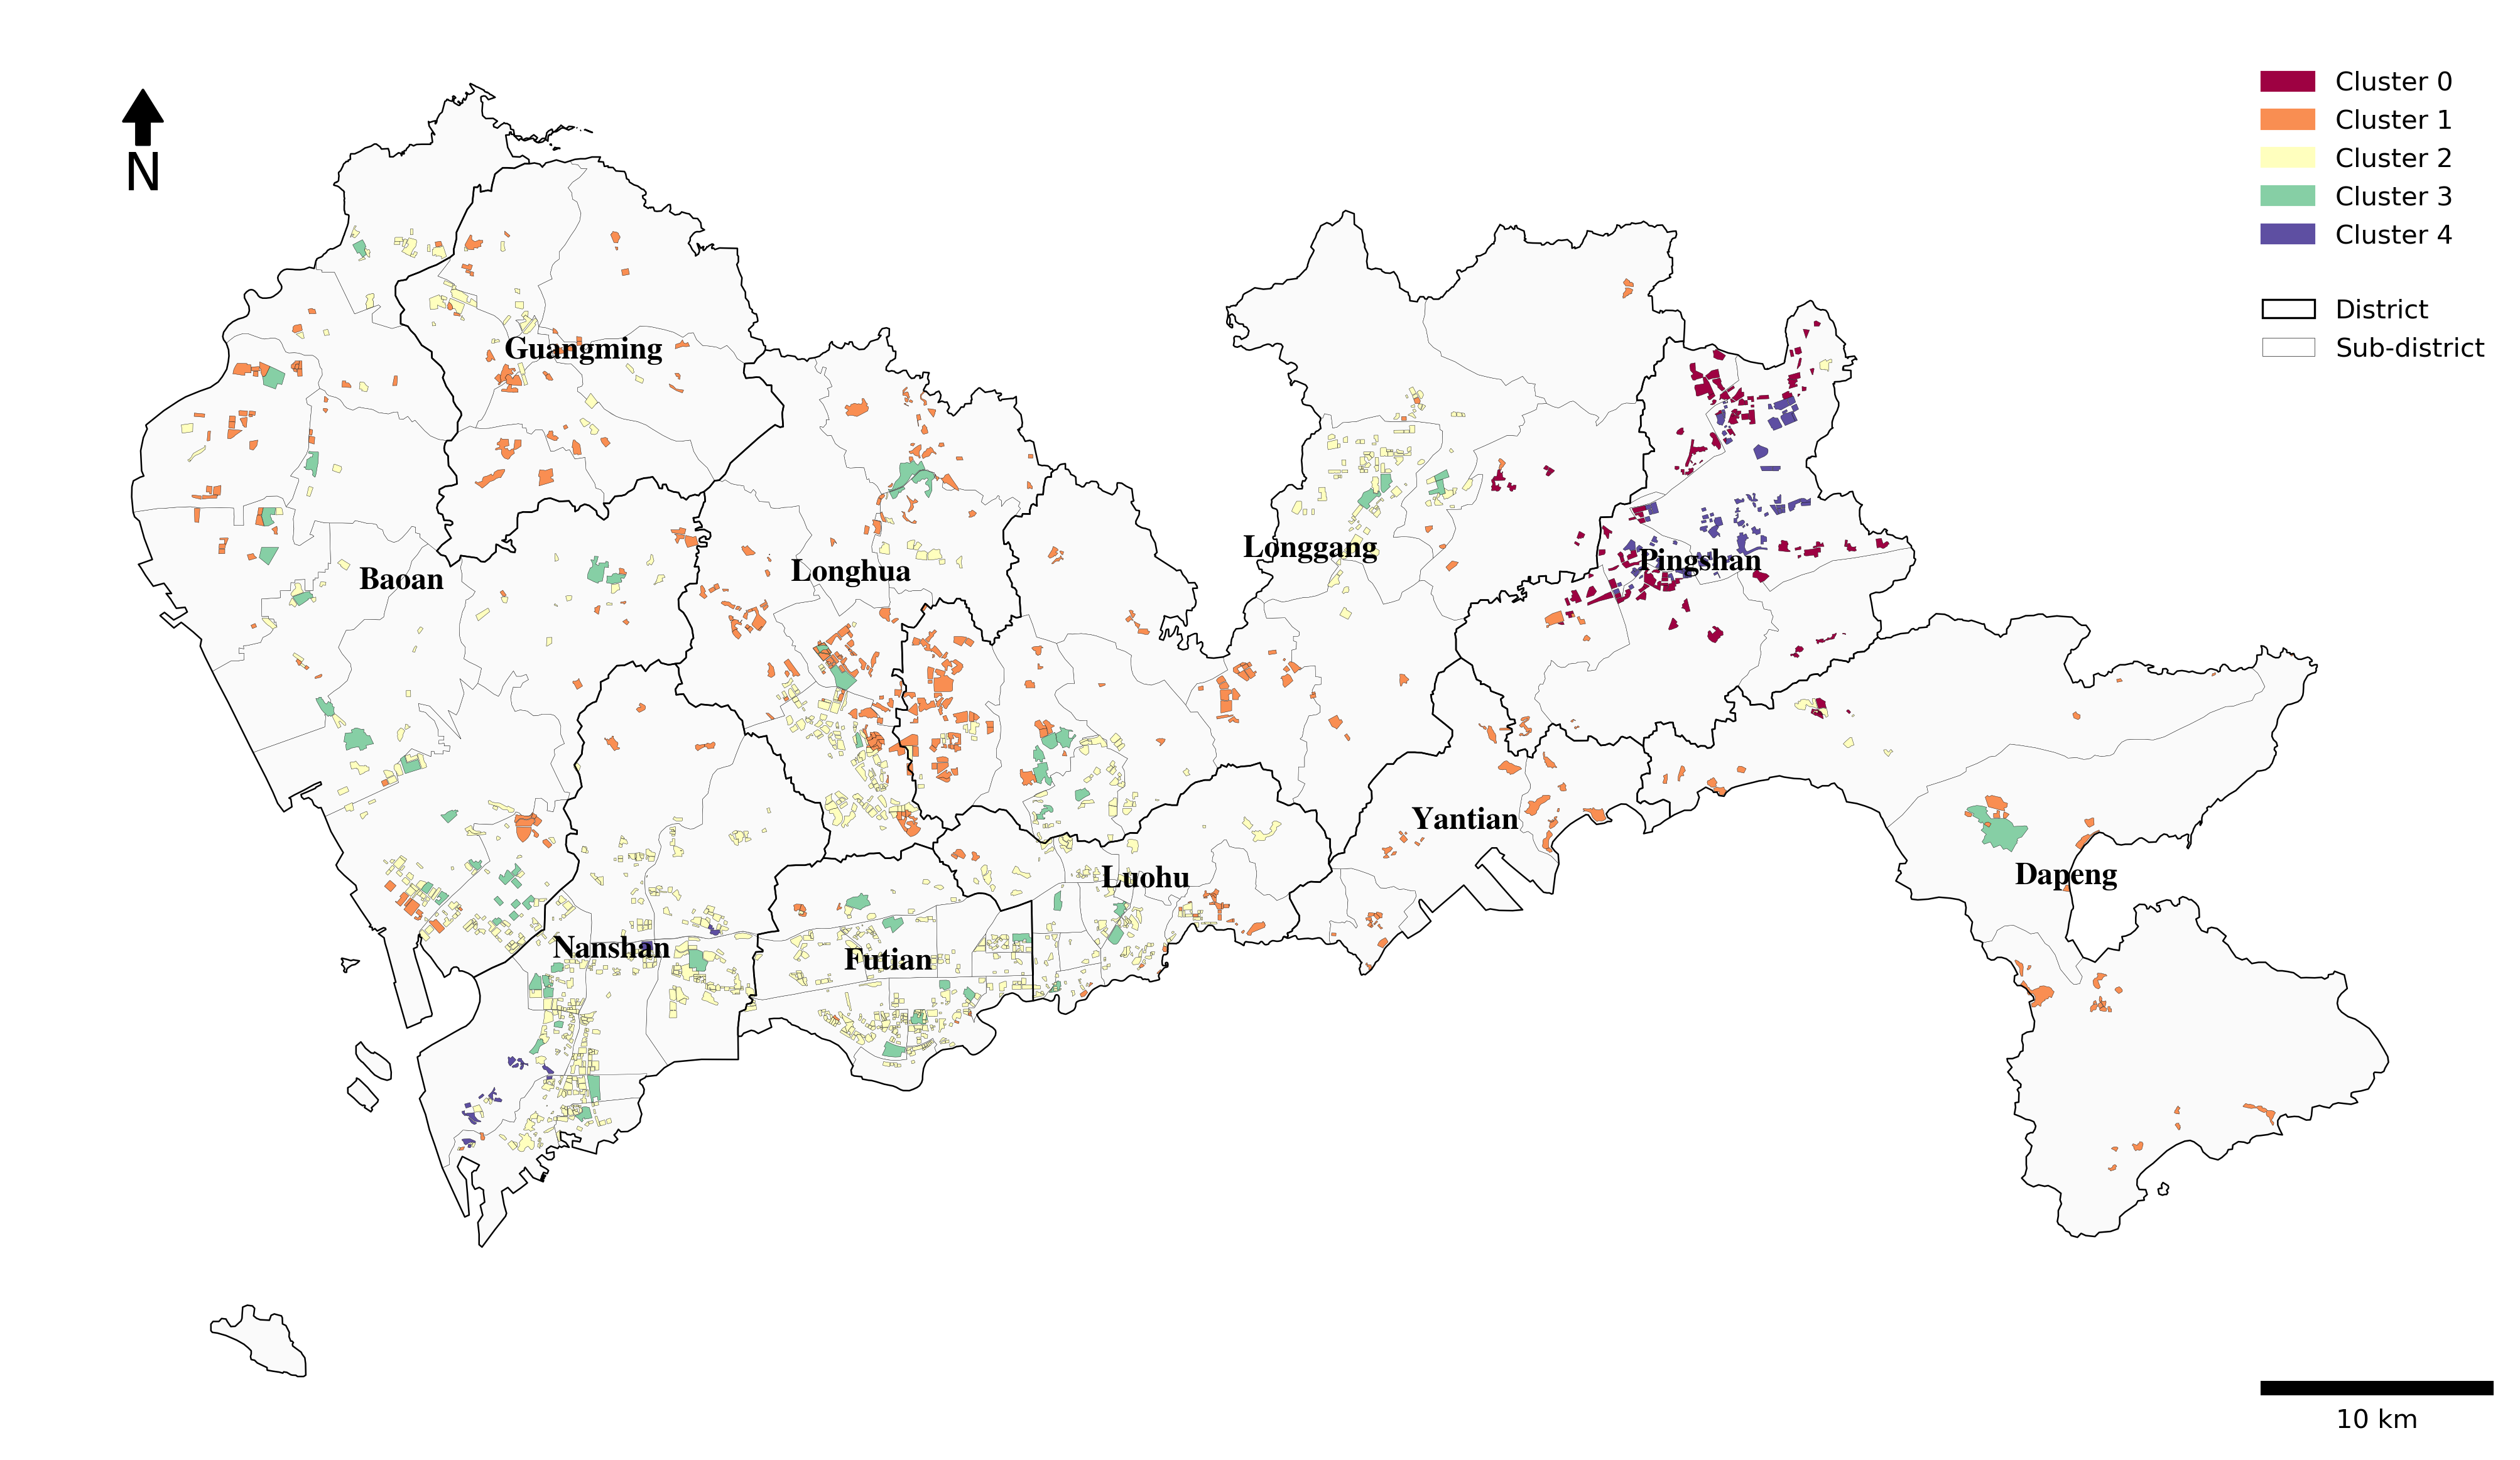 N
Cluster 0
Cluster 1
Cluster 2
Cluster 3
Cluster 4
District
Sub-district
Guangming
Baoan
Longhua
Longgang
Pingshan
Yantian
Luohu
Dapeng
Nanshan
Futian
10 km